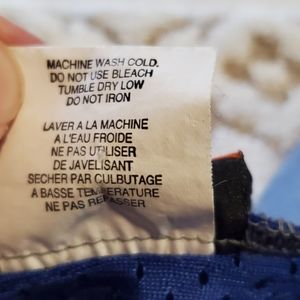 MACHINE WASH COLD.
DO NOT USE BLEACH
TUMBLE DRY LOW
DO NOT IRON
LAVER A LA MACHINE
A L'EAU FROIDE
NE PAS UTILISER
DE JAVELISANT
SECHER PAR CULBUTAGE
A BASSE TEMPERATURE
NE PAS REPASSER